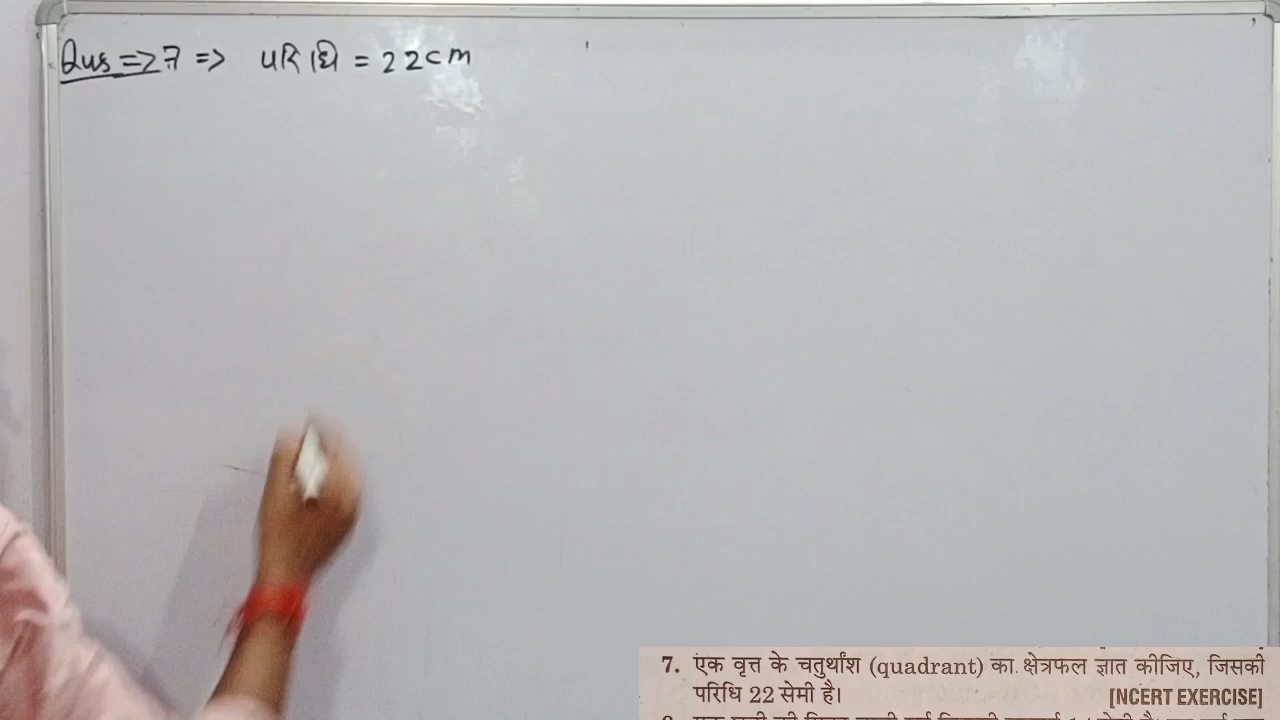 Qus => 7 => परिधि = 22cm
7. एक वृत्त के चतुर्थांश (quadrant) का क्षेत्रफल ज्ञात कीजिए, जिसकी
परिधि 22 सेमी है। [NCERT EXERCISE]